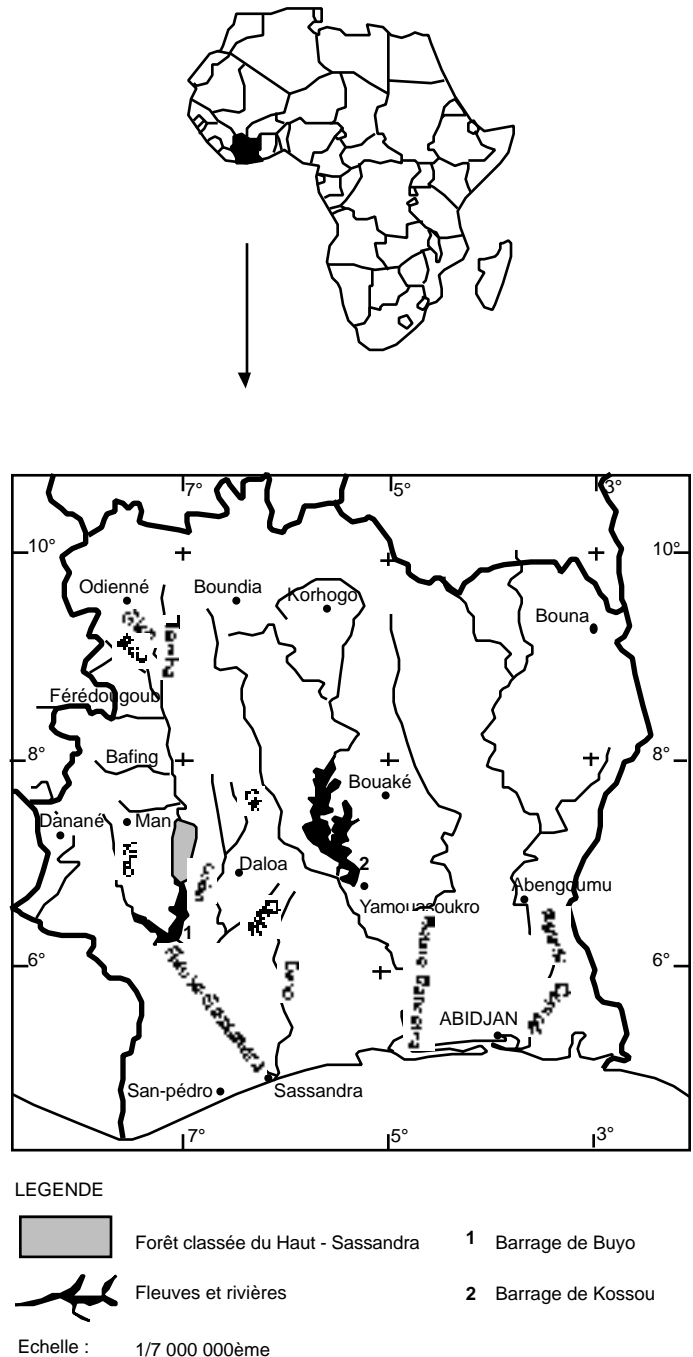 7° 5° 3°
10° 10°
Odienné Boundia Korhogo
Bouna
Férédougoub
8° 8°
Bafing
Bouaké
Dànané Man
Daloa
2
Abengoumu
Yamoussoukro
1
6° 6°
ABIDJAN
San-pédro Sassandra
7° 5° 3°
LEGENDE
Forêt classée du Haut - Sassandra 1 Barrage de Buyo
Fleuves et rivières 2 Barrage de Kossou
Echelle : 1/7 000 000ème